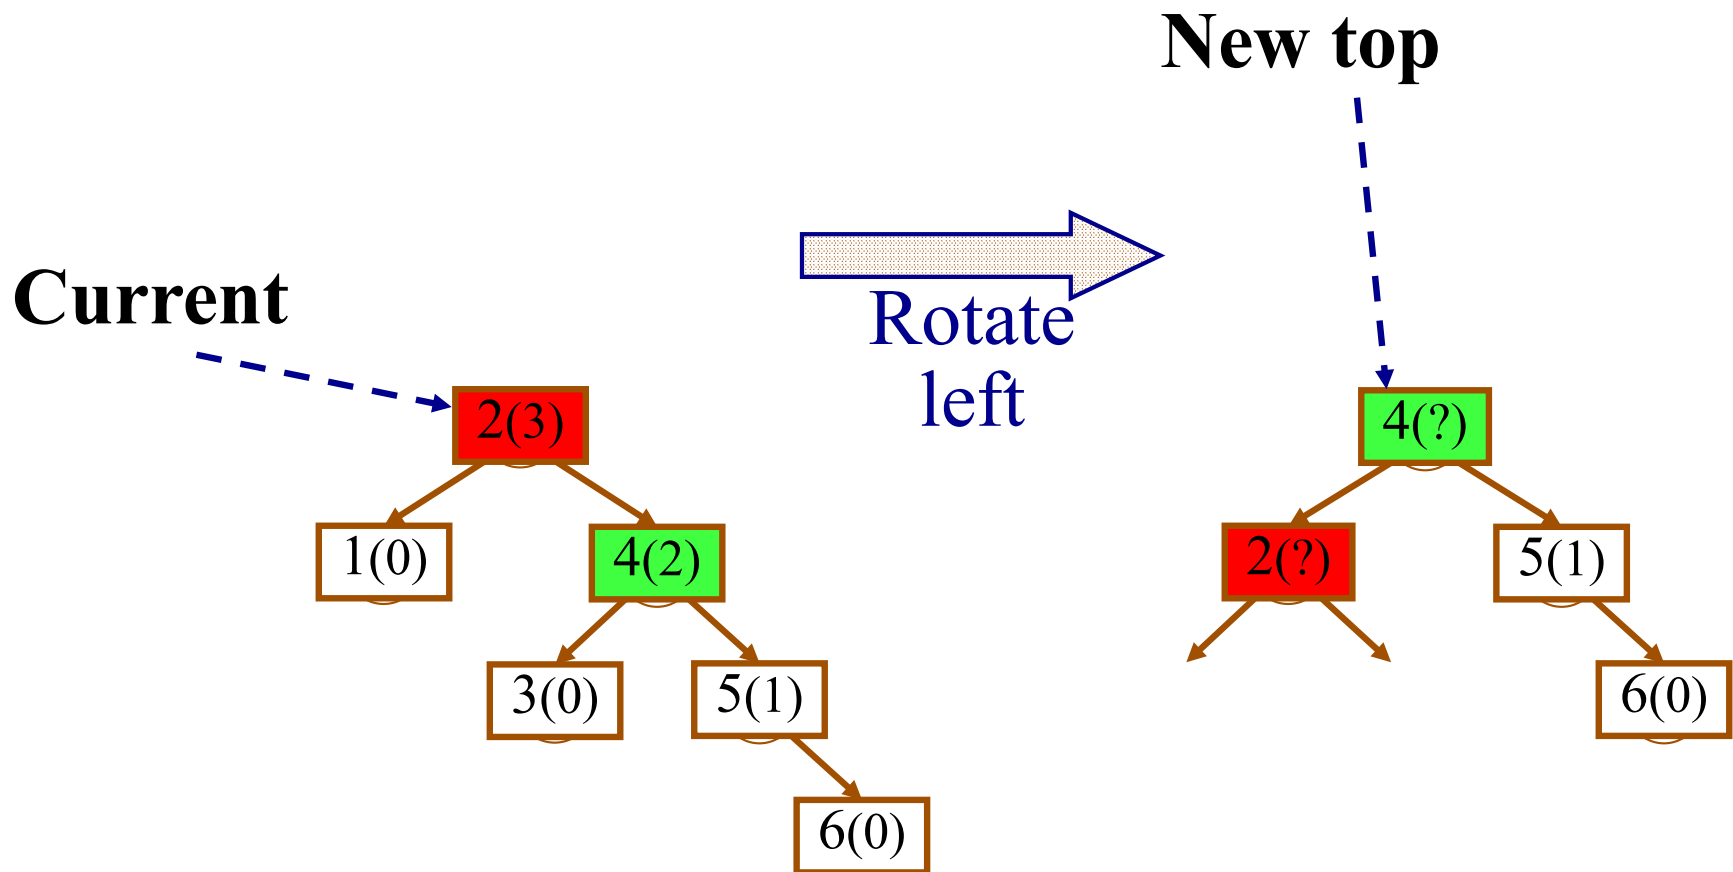 New top
Current
Rotate
left
2(3)
4(?)
1(0)
4(2)
2(?)
5(1)
3(0)
5(1)
6(0)
6(0)